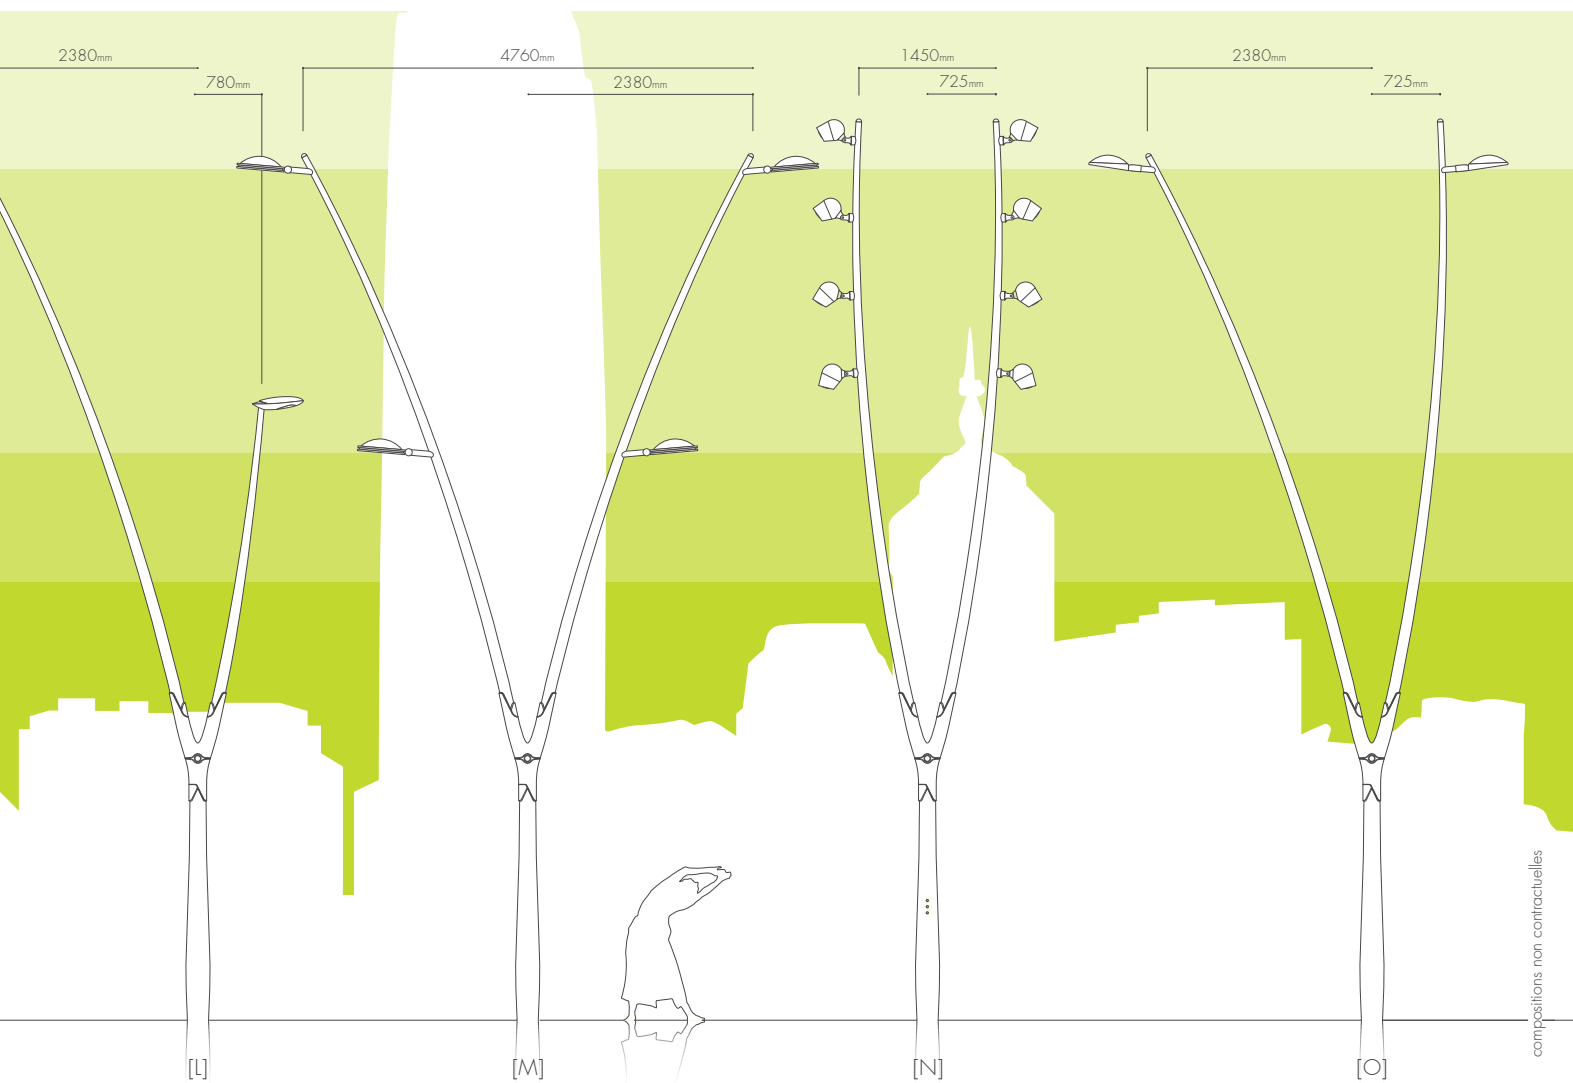 2380mm
4760mm
1450mm
2380mm
780mm
2380mm
725mm
725mm
compositions non contractuelles
[L]
[M]
[N]
[O]